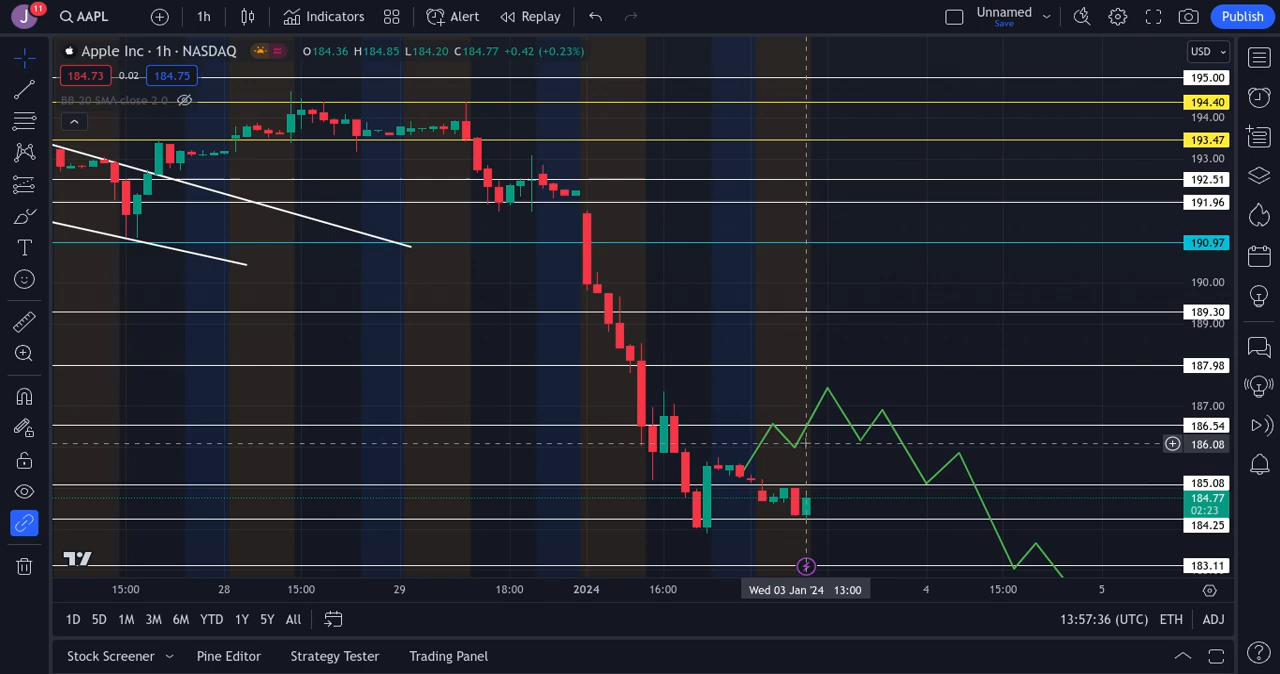 J 11 AAPL 1h Indicators Alert Replay Unnamed Save Publish
Apple Inc · 1h · NASDAQ O184.36 H184.85 L184.20 C184.77 +0.42 (+0.23%) USD
184.73 0.02 184.75
BB 20 SMA close 2 0
195.00
194.40
194.00
193.47
193.00
192.51
191.96
190.97
190.00
189.30
189.00
187.98
187.00
186.54
186.08
185.08
184.77
02:23
184.25
183.11
15:00 28 15:00 29 18:00 2024 16:00 Wed 03 Jan '24 13:00 4 15:00 5
1D 5D 1M 3M 6M YTD 1Y 5Y All 13:57:36 (UTC) ETH ADJ
Stock Screener Pine Editor Strategy Tester Trading Panel